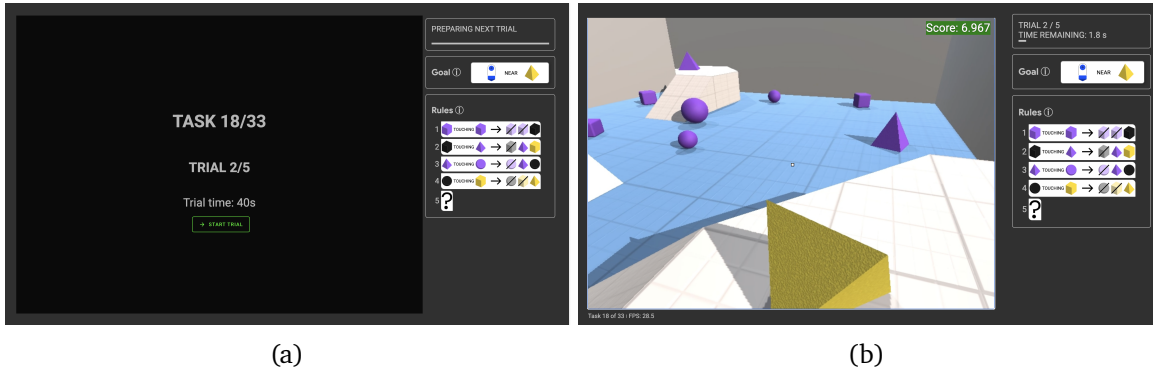 PREPARING NEXT TRIAL
Goal ⓘ
NEAR
Rules ⓘ
1 TOUCHING →
2 TOUCHING →
3 TOUCHING →
4 TOUCHING →
5 ?
TASK 18/33
TRIAL 2/5
Trial time: 40s
→ START TRIAL
(a)
Score: 6.967
TRIAL 2 / 5
TIME REMAINING: 1.8 s
Goal ⓘ
NEAR
Rules ⓘ
1 TOUCHING →
2 TOUCHING →
3 TOUCHING →
4 TOUCHING →
5 ?
Task 18 of 33 | FPS: 28.5
(b)